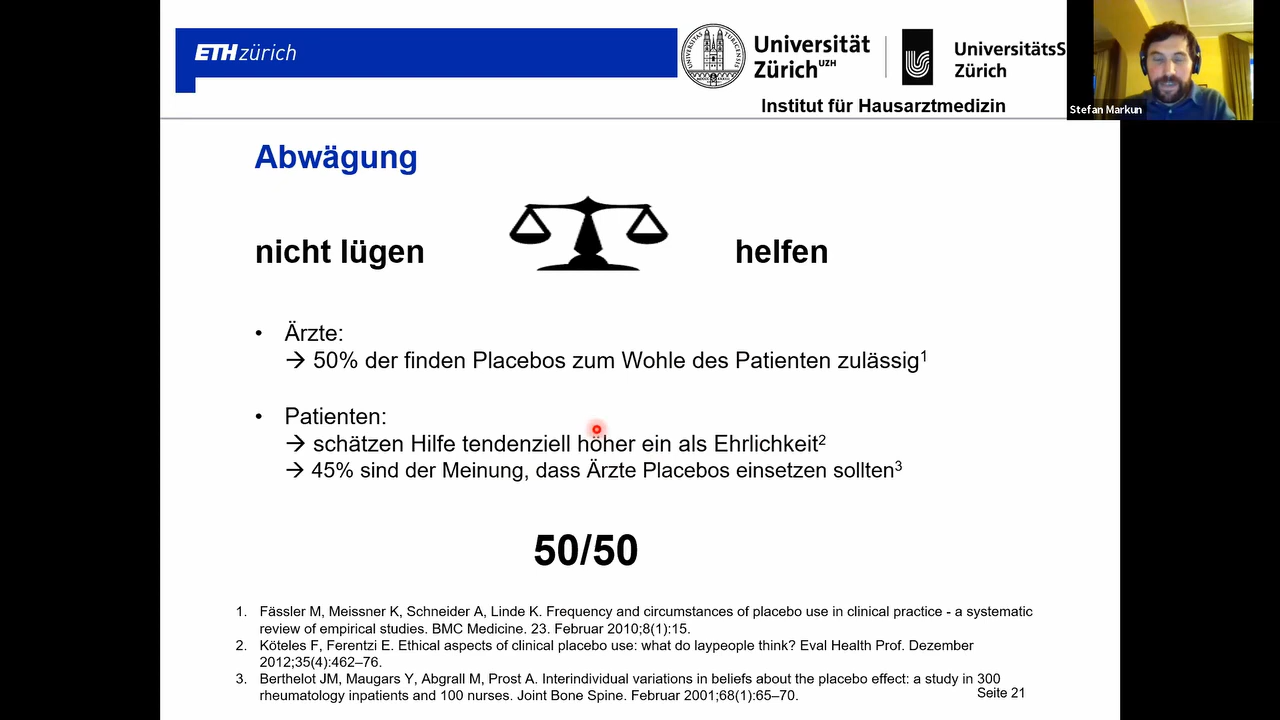 ETH zürich
Universität
Zürich UZH
UniversitätsS
Zürich
Institut für Hausarztmedizin
Stefan Markun
Abwägung
nicht lügen
helfen
• Ärzte:
→ 50% der finden Placebos zum Wohle des Patienten zulässig1
• Patienten:
→ schätzen Hilfe tendenziell höher ein als Ehrlichkeit2
→ 45% sind der Meinung, dass Ärzte Placebos einsetzen sollten3
50/50
1. Fässler M, Meissner K, Schneider A, Linde K. Frequency and circumstances of placebo use in clinical practice - a systematic
review of empirical studies. BMC Medicine. 23. Februar 2010;8(1):15.
2. Köteles F, Ferentzi E. Ethical aspects of clinical placebo use: what do laypeople think? Eval Health Prof. Dezember
2012;35(4):462–76.
3. Berthelot JM, Maugars Y, Abgrall M, Prost A. Interindividual variations in beliefs about the placebo effect: a study in 300
rheumatology inpatients and 100 nurses. Joint Bone Spine. Februar 2001;68(1):65–70.
Seite 21